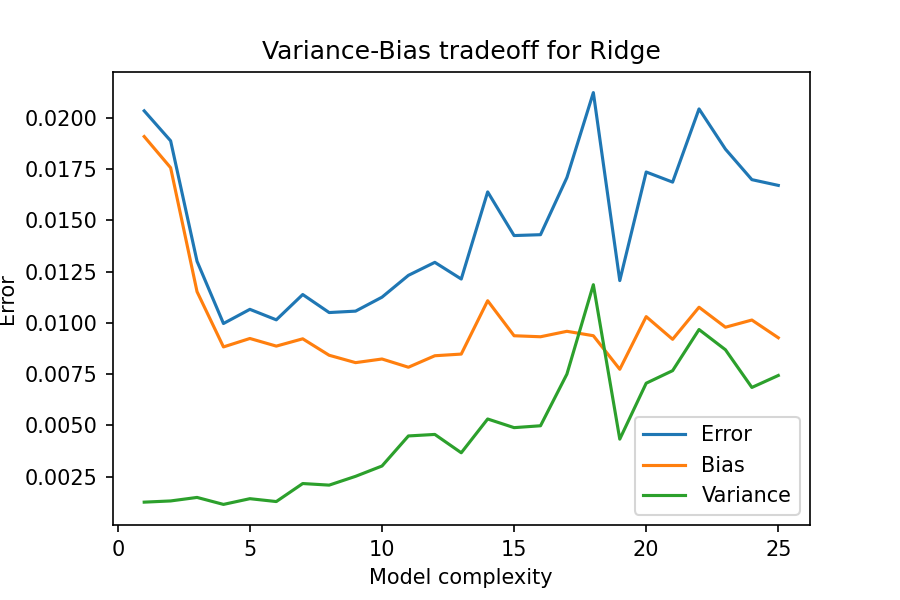 Variance-Bias tradeoff for Ridge
0.0200
0.0175
0.0150
0.0125
0.0100
0.0075
0.0050
0.0025
Error
0 5 10 15 20 25
Model complexity
Error
Bias
Variance